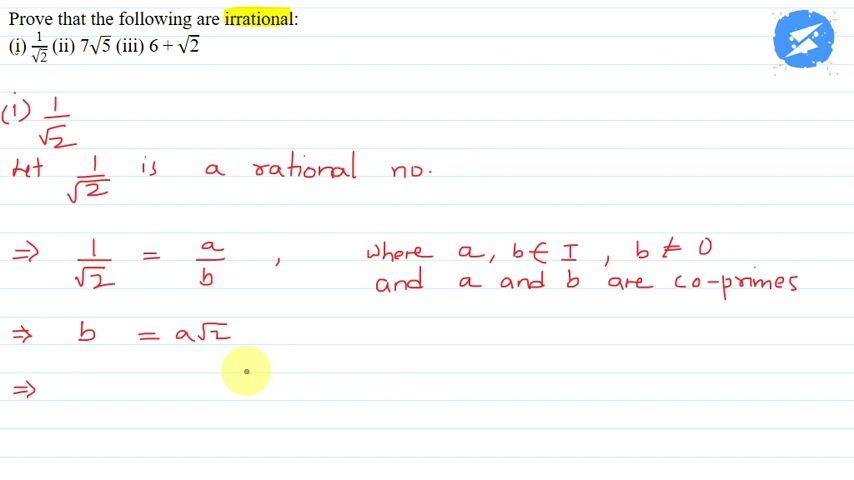 Prove that the following are irrational:
(i) 1/√2 (ii) 7√5 (iii) 6 + √2
(i) 1/√2
Let 1/√2 is a rational no.
⇒ 1/√2 = a/b , where a, b ∈ I , b ≠ 0
and a and b are co-primes
⇒ b = a√2
⇒